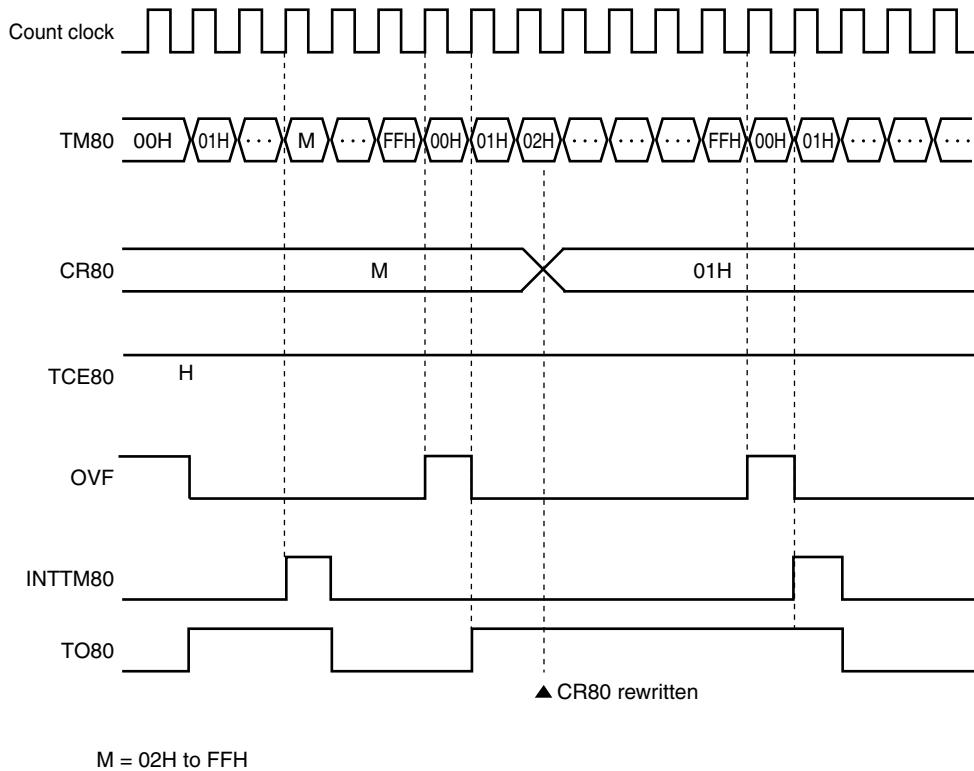 Count clock
TM80 00H 01H ··· M ··· FFH 00H 01H 02H ··· ··· ··· FFH 00H 01H ··· ··· ···
CR80 M 01H
TCE80 H
OVF
INTTM80
TO80
▲ CR80 rewritten
M = 02H to FFH